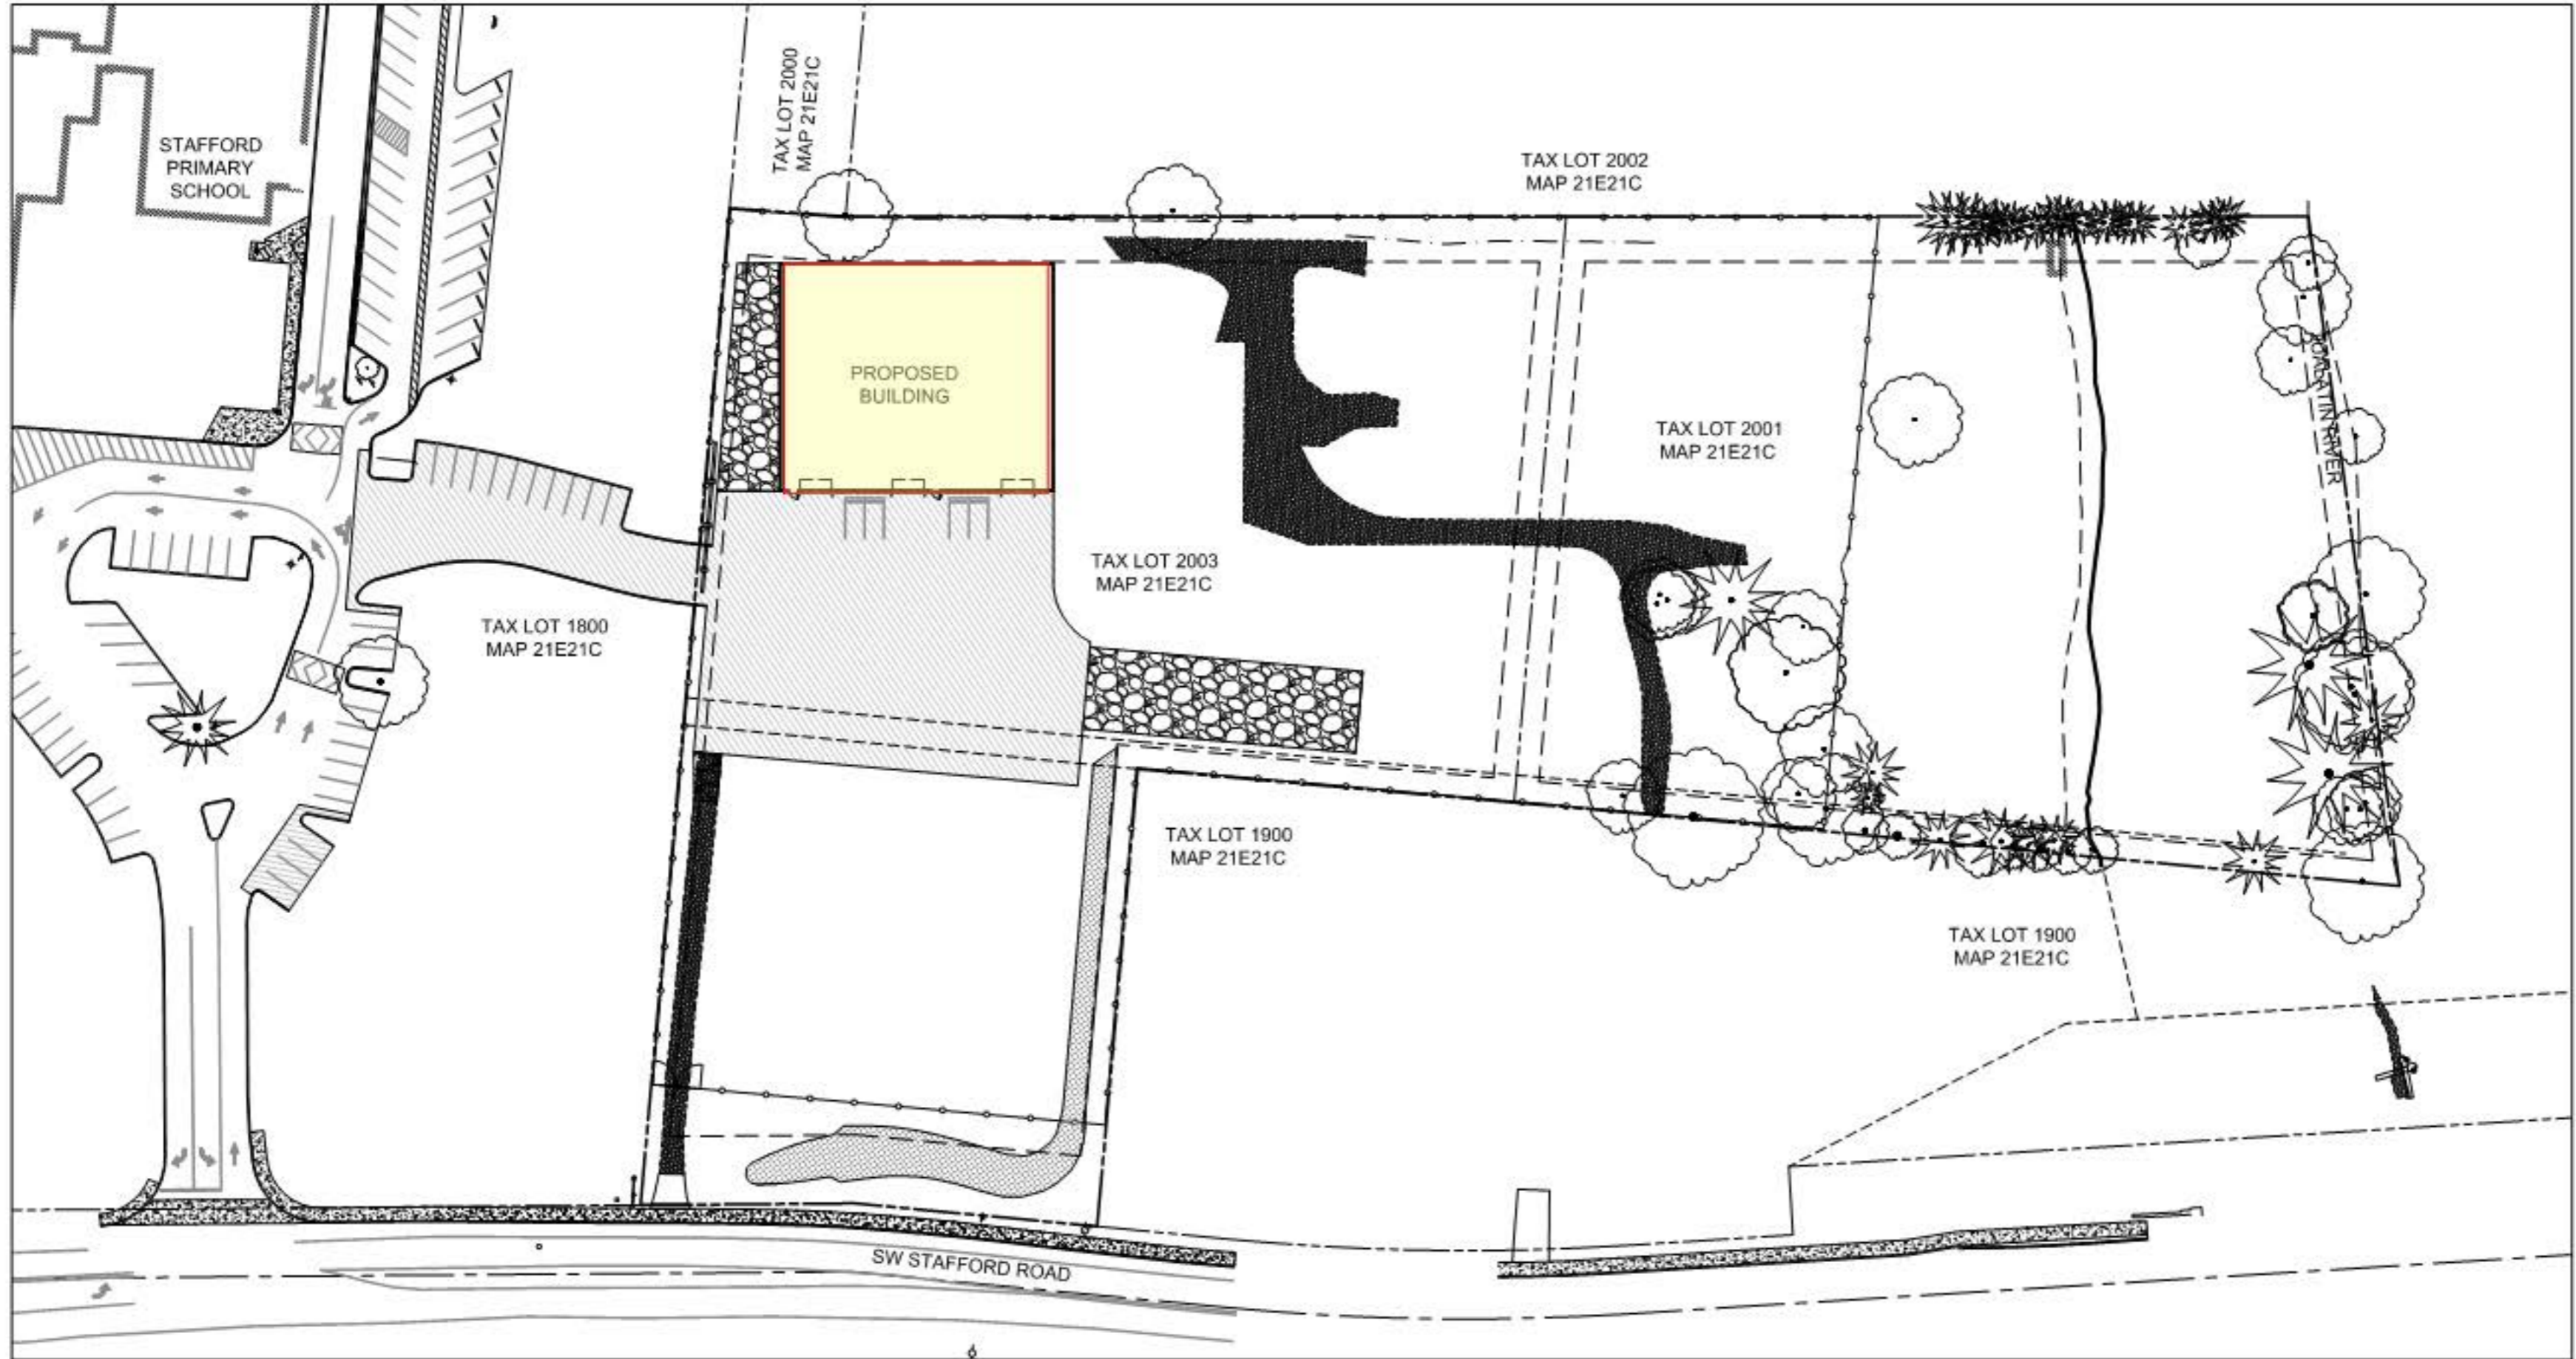 TAX LOT 2000
MAP 21E21C
STAFFORD
PRIMARY
SCHOOL
TAX LOT 2002
MAP 21E21C
PROPOSED
BUILDING
TAX LOT 2001
MAP 21E21C
TUALATIN RIVER
TAX LOT 2003
MAP 21E21C
TAX LOT 1800
MAP 21E21C
TAX LOT 1900
MAP 21E21C
TAX LOT 1900
MAP 21E21C
SW STAFFORD ROAD